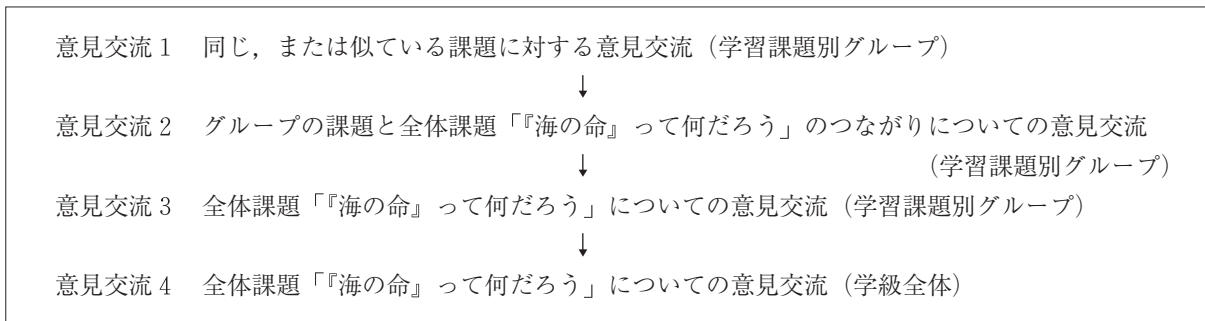 意見交流 1　同じ，または似ている課題に対する意見交流（学習課題別グループ）
↓
意見交流 2　グループの課題と全体課題「『海の命』って何だろう」のつながりについての意見交流
↓　（学習課題別グループ）
意見交流 3　全体課題「『海の命』って何だろう」についての意見交流（学習課題別グループ）
↓
意見交流 4　全体課題「『海の命』って何だろう」についての意見交流（学級全体）